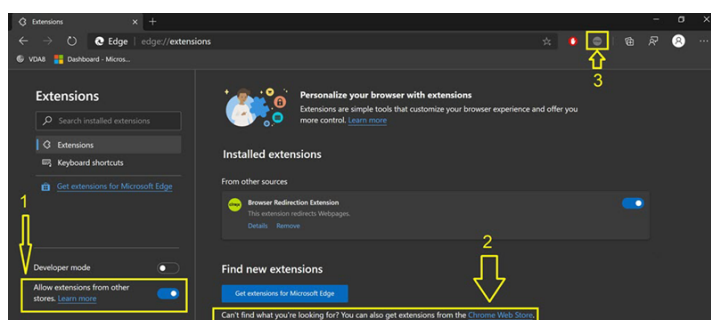 Extensions
Edge edge://extensions
VDA8 Dashboard - Micros...
3
Extensions
Search installed extensions
Extensions
Keyboard shortcuts
Get extensions for Microsoft Edge
1
Developer mode
Allow extensions from other
stores. Learn more
Personalize your browser with extensions
Extensions are simple tools that customize your browser experience and offer you
more control. Learn more
Installed extensions
From other sources
Browser Redirection Extension
This extension redirects Webpages.
Details Remove
2
Find new extensions
Get extensions for Microsoft Edge
Can't find what you're looking for? You can also get extensions from the Chrome Web Store.